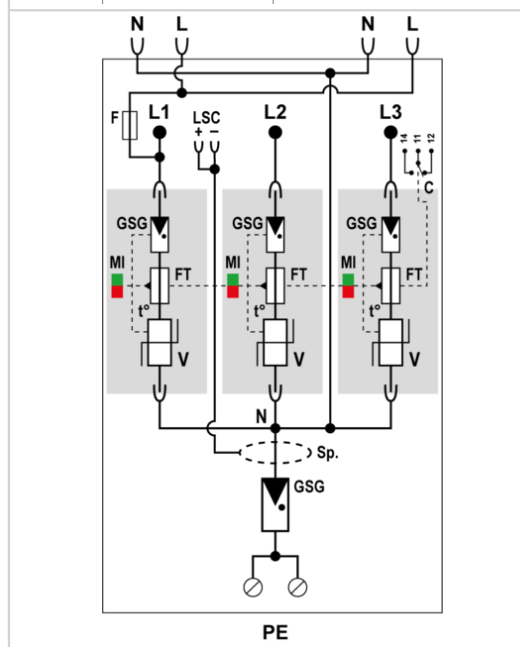 N L N L
F L1 LSC L2 L3 14 11 12
+ −
C
GSG GSG GSG
MI FT MI FT MI FT
t° t° t°
V V V
N
Sp.
GSG
PE